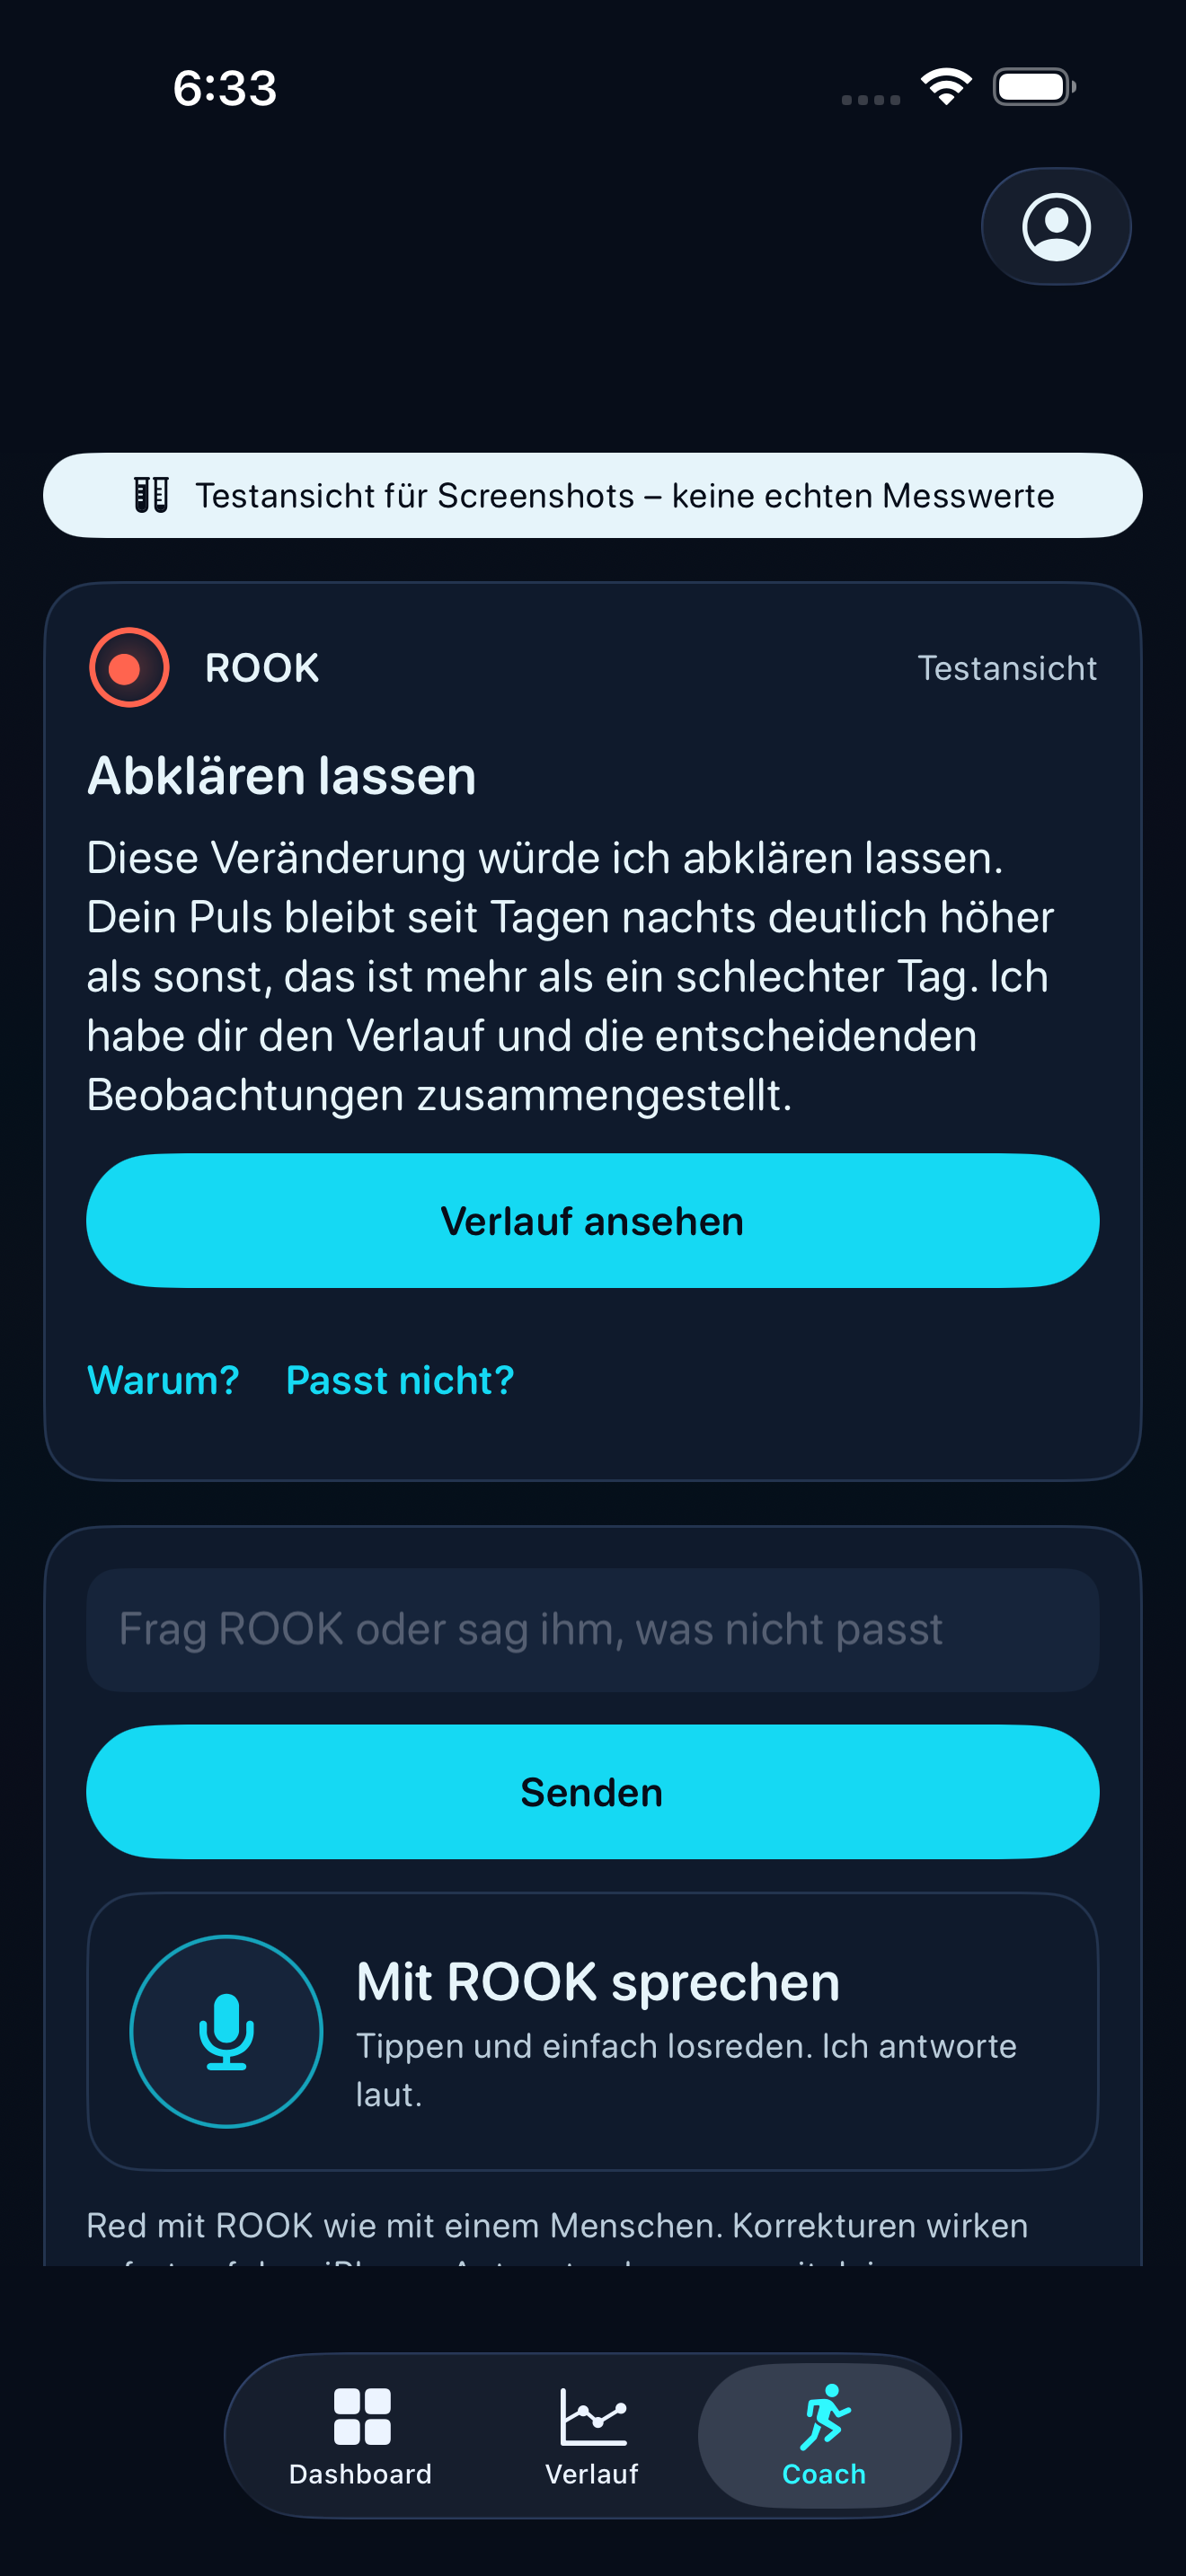 6:33
Testansicht für Screenshots – keine echten Messwerte
ROOK
Testansicht
Abklären lassen
Diese Veränderung würde ich abklären lassen.
Dein Puls bleibt seit Tagen nachts deutlich höher
als sonst, das ist mehr als ein schlechter Tag. Ich
habe dir den Verlauf und die entscheidenden
Beobachtungen zusammengestellt.
Verlauf ansehen
Warum?
Passt nicht?
Frag ROOK oder sag ihm, was nicht passt
Senden
Mit ROOK sprechen
Tippen und einfach losreden. Ich antworte
laut.
Red mit ROOK wie mit einem Menschen. Korrekturen wirken
Dashboard
Verlauf
Coach